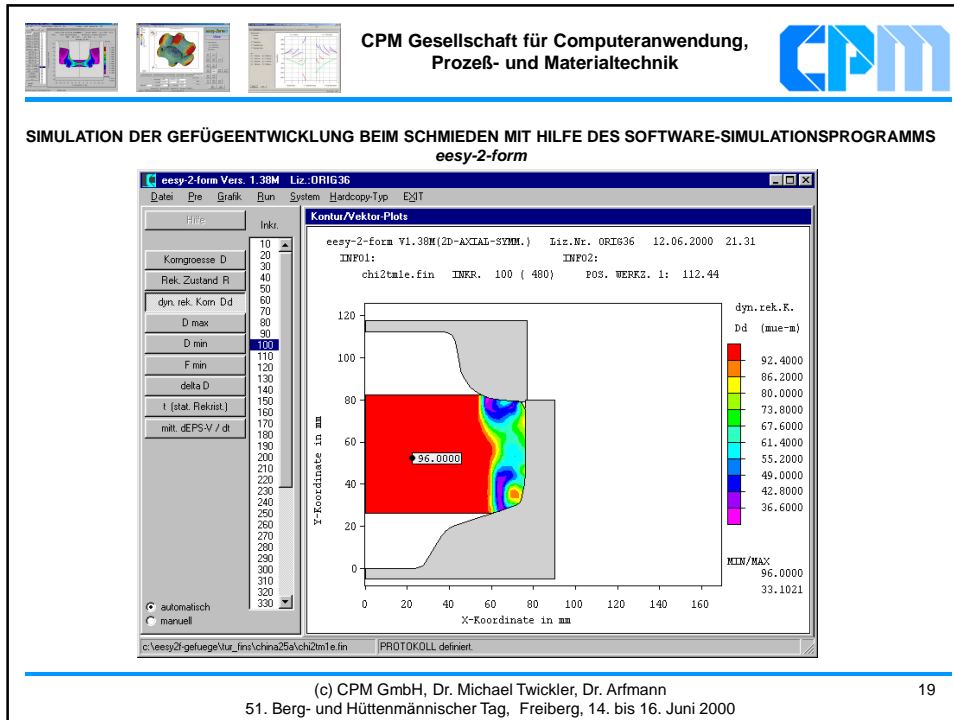 CPM Gesellschaft für Computeranwendung,
Prozeß- und Materialtechnik
CPM
SIMULATION DER GEFÜGEENTWICKLUNG BEIM SCHMIEDEN MIT HILFE DES SOFTWARE-SIMULATIONSPROGRAMMS
eesy-2-form
eesy-2-form Vers. 1.38M Liz.:ORIG36
Datei Pre Grafik Run System Hardcopy-Typ EXIT
Hilfe
Korngroesse D
Rek. Zustand R
dyn. rek. Korn Dd
D max
D min
F min
delta D
t (stat. Rekrist.)
mitt. dEPS-V / dt
automatisch
manuell
Inkr.
10
20
30
40
50
60
70
80
90
100
110
120
130
140
150
160
170
180
190
200
210
220
230
240
250
260
270
280
290
300
310
320
330
Kontur/Vektor-Plots
eesy-2-form V1.38M(2D-AXIAL-SYMM.) Liz.Nr. ORIG36 12.06.2000 21.31
INFO1: INFO2:
chi2tm1e.fin INKR. 100 ( 480) POS. WERKZ. 1: 112.44
120
100
80
60
40
20
0
Y-Koordinate in mm
96.0000
0 20 40 60 80 100 120 140 160
X-Koordinate in mm
dyn.rek.K.
Dd (mue-m)
92.4000
86.2000
80.0000
73.8000
67.6000
61.4000
55.2000
49.0000
42.8000
36.6000
MIN/MAX
96.0000
33.1021
c:\eesy2f-gefuege\tur_fins\china25a\chi2tm1e.fin PROTOKOLL definiert.
(c) CPM GmbH, Dr. Michael Twickler, Dr. Arfmann
51. Berg- und Hüttenmännischer Tag, Freiberg, 14. bis 16. Juni 2000
19